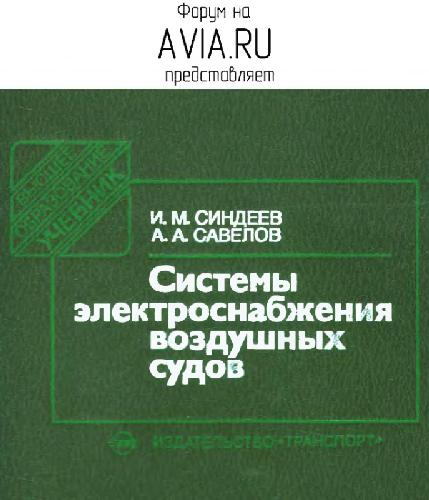 Форум на
AVIA.RU
представляет
ВЫСШЕЕ
ОБРАЗОВАНИЕ
УЧЕБНИК
И. М. СИНДЕЕВ
А. А. САВЕЛОВ
Системы
электроснабжения
воздушных
судов
ИЗДАТЕЛЬСТВО «ТРАНСПОРТ»